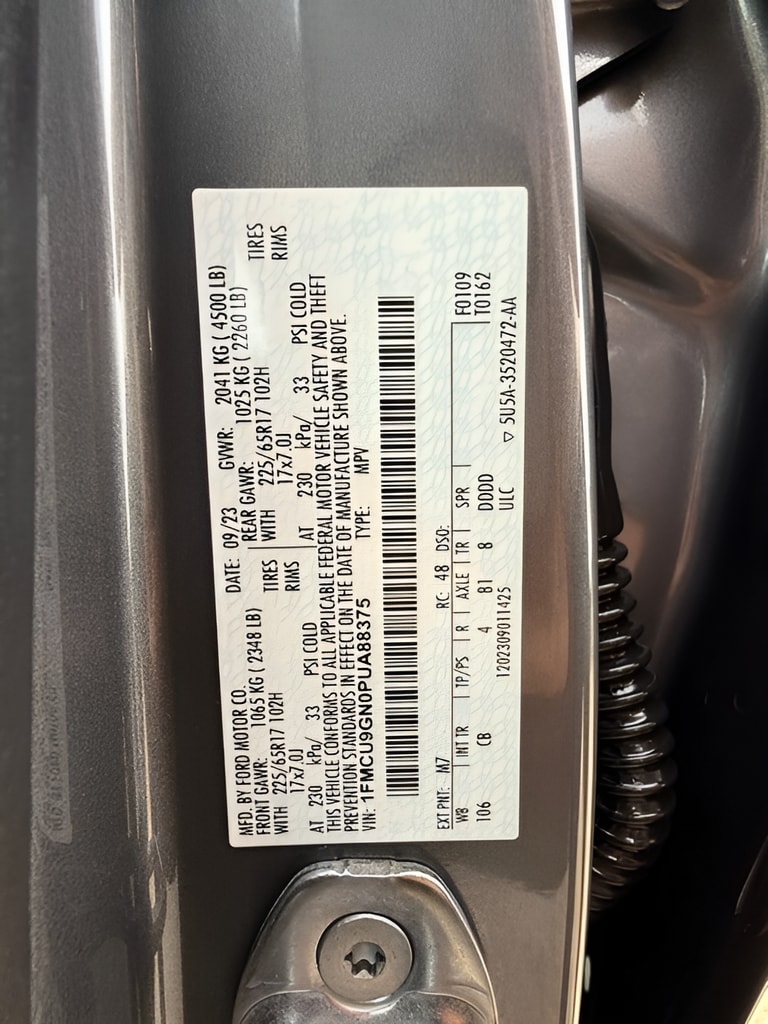 MFD. BY FORD MOTOR CO.
DATE: 09/23 GVWR: 2041 KG ( 4500 LB)
FRONT GAWR: 1065 KG ( 2348 LB) REAR GAWR: 1025 KG ( 2260 LB)
WITH 225/65R17 102H TIRES WITH 225/65R17 102H TIRES
17x7.0J RIMS 17x7.0J RIMS
AT 230 kPa/ 33 PSI COLD AT 230 kPa/ 33 PSI COLD
THIS VEHICLE CONFORMS TO ALL APPLICABLE FEDERAL MOTOR VEHICLE SAFETY AND THEFT
PREVENTION STANDARDS IN EFFECT ON THE DATE OF MANUFACTURE SHOWN ABOVE.
VIN: 1FMCU9GN0PUA88375 TYPE: MPV
EXT PNT: M7 RC: 48 DSO:
WB INT TR TP/PS R AXLE TR SPR F0109
106 CB 4 B1 8 DDDD T0162
1202309011425 ULC ▽ 5U5A-3520472-AA